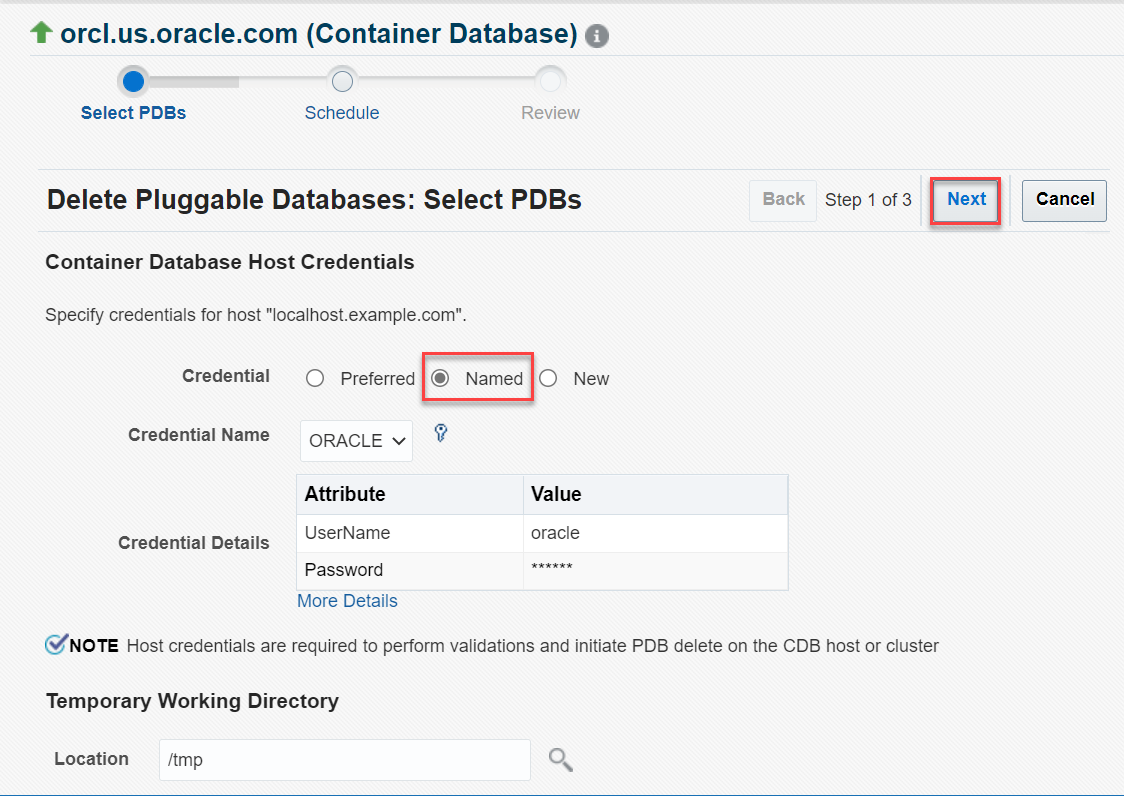 orcl.us.oracle.com (Container Database)
Select PDBs Schedule Review
Delete Pluggable Databases: Select PDBs Back Step 1 of 3 Next Cancel
Container Database Host Credentials
Specify credentials for host "localhost.example.com".
Credential Preferred Named New
Credential Name ORACLE
Attribute Value
UserName oracle
Credential Details
Password ******
More Details
NOTE Host credentials are required to perform validations and initiate PDB delete on the CDB host or cluster
Temporary Working Directory
Location /tmp